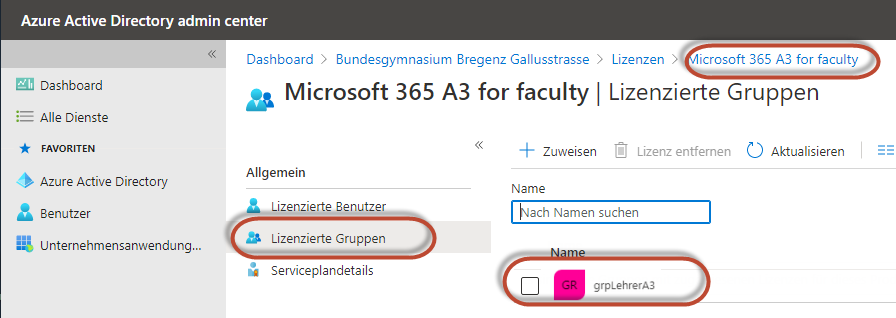 Azure Active Directory admin center
«
Dashboard
Alle Dienste
FAVORITEN
Azure Active Directory
Benutzer
Unternehmensanwendung...
Dashboard > Bundesgymnasium Bregenz Gallusstrasse > Lizenzen > Microsoft 365 A3 for faculty
Microsoft 365 A3 for faculty | Lizenzierte Gruppen
«
Allgemein
Lizenzierte Benutzer
Lizenzierte Gruppen
Serviceplandetails
Zuweisen Lizenz entfernen Aktualisieren
Name
Nach Namen suchen
Name
GR grpLehrerA3